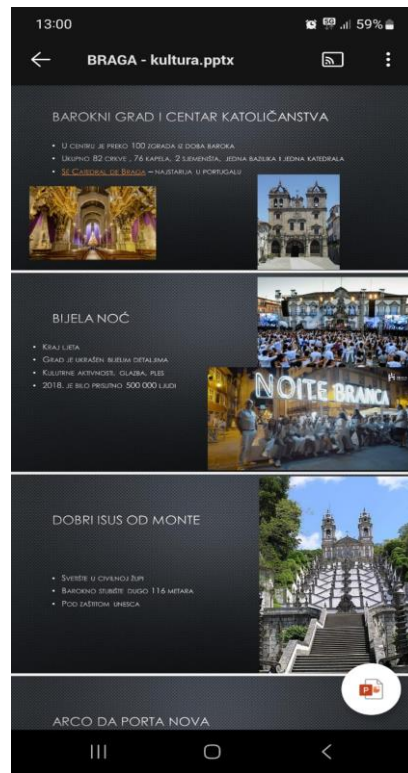 13:00
5G 59%
BRAGA - kultura.pptx
BAROKNI GRAD I CENTAR KATOLIČANSTVA
• U CENTRU JE PREKO 100 ZGRADA IZ DOBA BAROKA
• UKUPNO 82 CRKVE , 76 KAPELA, 2 SJEMENIŠTA, JEDNA BAZILIKA I JEDNA KATEDRALA
• SÉ CATEDRAL DE BRAGA – NAJSTARIJA U PORTUGALU
BIJELA NOĆ
• KRAJ LJETA
• GRAD JE UKRAŠEN BIJELIM DETALJIMA
• KULUTRNE AKTIVNOSTI, GLAZBA, PLES
• 2018. JE BILO PRISUTNO 500 000 LJUDI
NOITE BRANCA
DOBRI ISUS OD MONTE
• SVETIŠTE U CIVILNOJ ŽUPI
• BAROKNO STUBIŠTE DUGO 116 METARA
• POD ZAŠTITOM UNESCA
P
ARCO DA PORTA NOVA